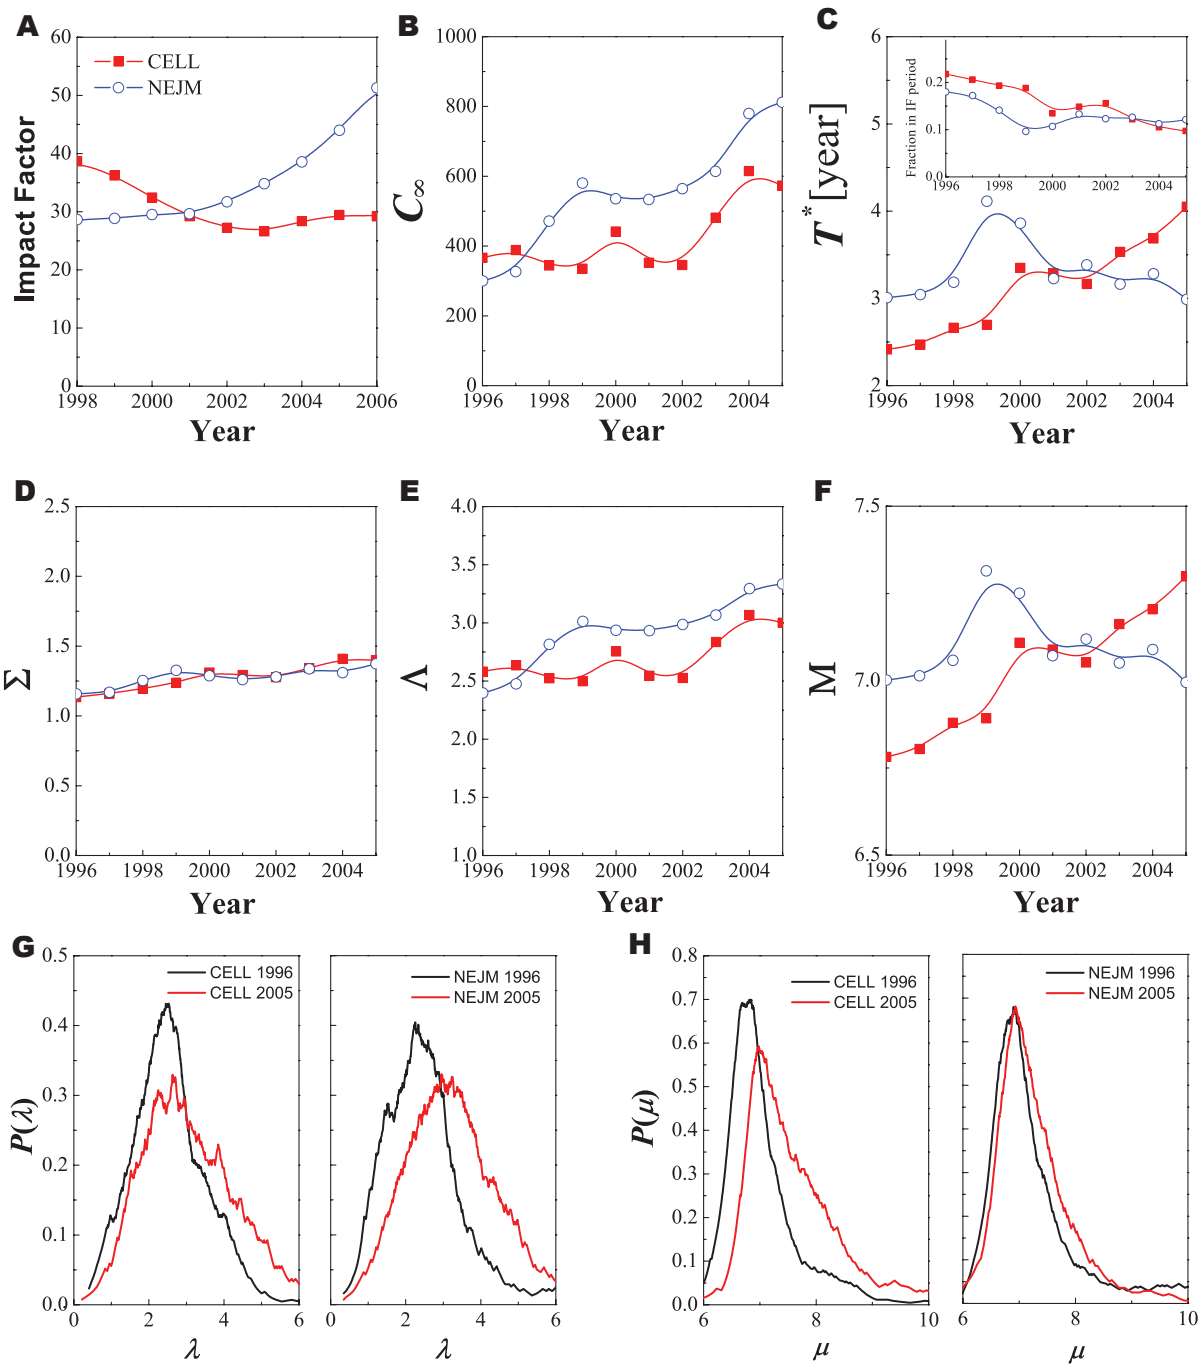 A
Impact Factor
60
50
40
30
20
10
0
CELL
NEJM
1998 2000 2002 2004 2006
Year
B
C∞
1000
800
600
400
200
0
1996 1998 2000 2002 2004
Year
C
T* [year]
6
5
4
3
2
Fraction in IF period
0.2
0.1
0.0
1996 1998 2000 2002 2004
1996 1998 2000 2002 2004
Year
D
Σ
2.5
2.0
1.5
1.0
0.5
0.0
1996 1998 2000 2002 2004
Year
E
Λ
4.0
3.5
3.0
2.5
2.0
1.5
1.0
1996 1998 2000 2002 2004
Year
F
M
7.5
7.0
6.5
1996 1998 2000 2002 2004
Year
G
P(λ)
0.5
0.4
0.3
0.2
0.1
0.0
CELL 1996
CELL 2005
0 2 4 6
λ
NEJM 1996
NEJM 2005
0 2 4 6
λ
H
P(μ)
0.8
0.7
0.6
0.5
0.4
0.3
0.2
0.1
0.0
CELL 1996
CELL 2005
6 8 10
μ
NEJM 1996
NEJM 2005
6 8 10
μ